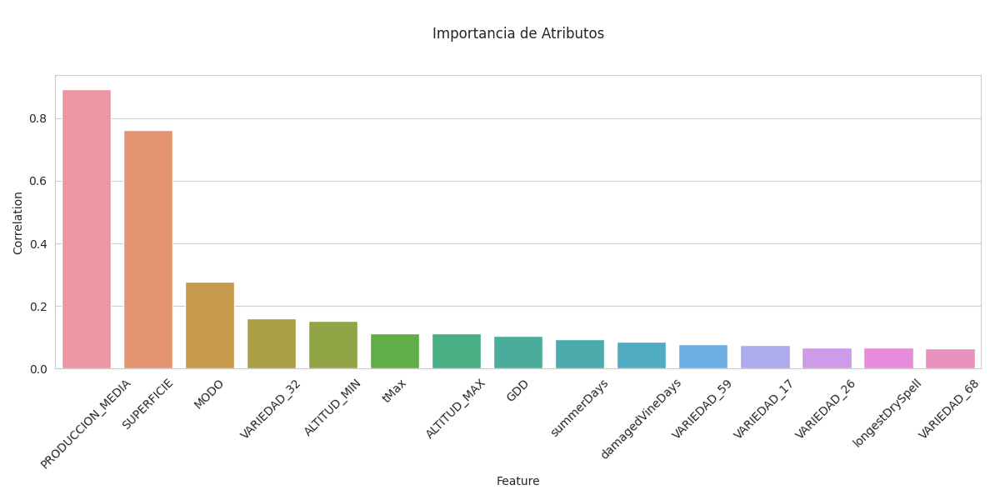 Importancia de Atributos
Correlation
0.8
0.6
0.4
0.2
0.0
PRODUCCION_MEDIA
SUPERFICIE
MODO
VARIEDAD_32
ALTITUD_MIN
tMax
ALTITUD_MAX
GDD
summerDays
damagedVineDays
VARIEDAD_59
VARIEDAD_17
VARIEDAD_26
longestDrySpell
VARIEDAD_68
Feature